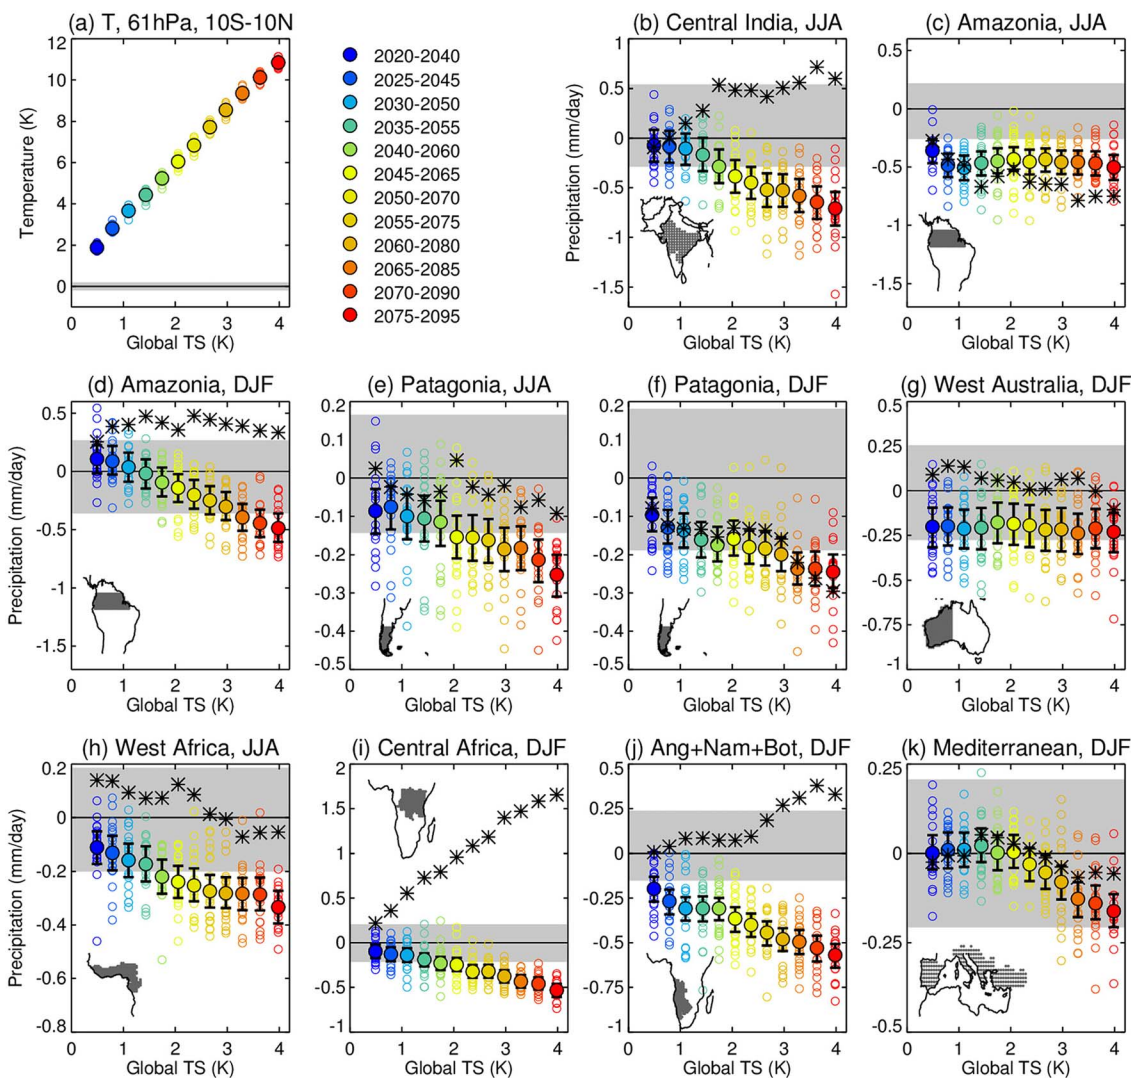 (a) T, 61hPa, 10S-10N
Temperature (K)
12
10
8
6
4
2
0
0 1 2 3 4
Global TS (K)
2020-2040
2025-2045
2030-2050
2035-2055
2040-2060
2045-2065
2050-2070
2055-2075
2060-2080
2065-2085
2070-2090
2075-2095
(b) Central India, JJA
Precipitation (mm/day)
1
0.5
0
-0.5
-1
-1.5
0 1 2 3 4
Global TS (K)
(c) Amazonia, JJA
0.5
0
-0.5
-1
-1.5
0 1 2 3 4
Global TS (K)
(d) Amazonia, DJF
Precipitation (mm/day)
0.5
0
-0.5
-1
-1.5
0 1 2 3 4
Global TS (K)
(e) Patagonia, JJA
0.2
0.1
0
-0.1
-0.2
-0.3
-0.4
-0.5
0 1 2 3 4
Global TS (K)
(f) Patagonia, DJF
0.2
0.1
0
-0.1
-0.2
-0.3
-0.4
-0.5
0 1 2 3 4
Global TS (K)
(g) West Australia, DJF
0.5
0.25
0
-0.25
-0.5
-0.75
-1
0 1 2 3 4
Global TS (K)
(h) West Africa, JJA
Precipitation (mm/day)
0
-0.2
-0.4
-0.6
-0.8
0 1 2 3 4
Global TS (K)
(i) Central Africa, DJF
2
1.5
1
0.5
0
-0.5
-1
0 1 2 3 4
Global TS (K)
(j) Ang+Nam+Bot, DJF
0.5
0.25
0
-0.25
-0.5
-0.75
-1
0 1 2 3 4
Global TS (K)
(k) Mediterranean, DJF
0.25
0
-0.25
-0.5
0 1 2 3 4
Global TS (K)